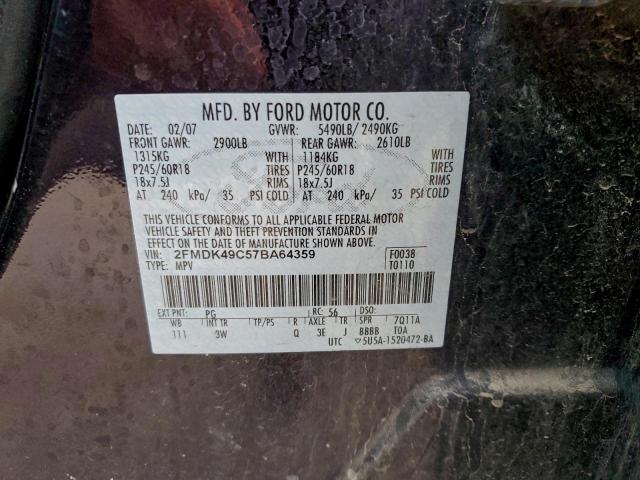 MFD. BY FORD MOTOR CO.
DATE: 02/07 GVWR: 5490LB/ 2490KG
FRONT GAWR: 2900LB REAR GAWR: 2610LB
1315KG WITH 1184KG WITH
P245/60R18 TIRES P245/60R18 TIRES
18x7.5J RIMS 18x7.5J RIMS
AT 240 kPa/ 35 PSI COLD AT 240 kPa/ 35 PSI COLD
THIS VEHICLE CONFORMS TO ALL APPLICABLE FEDERAL MOTOR
VEHICLE SAFETY AND THEFT PREVENTION STANDARDS IN
EFFECT ON THE DATE OF MANUFACTURE SHOWN ABOVE.
VIN: 2FMDK49C57BA64359 F0038
TYPE: MPV T0110
EXT PNT: PG RC: 56 DSO:
WB INT TR TP/PS R AXLE TR SPR 7Q11A
111 3W Q 3E J BBBB T0A
UTC ▽5U5A-1520472-BA